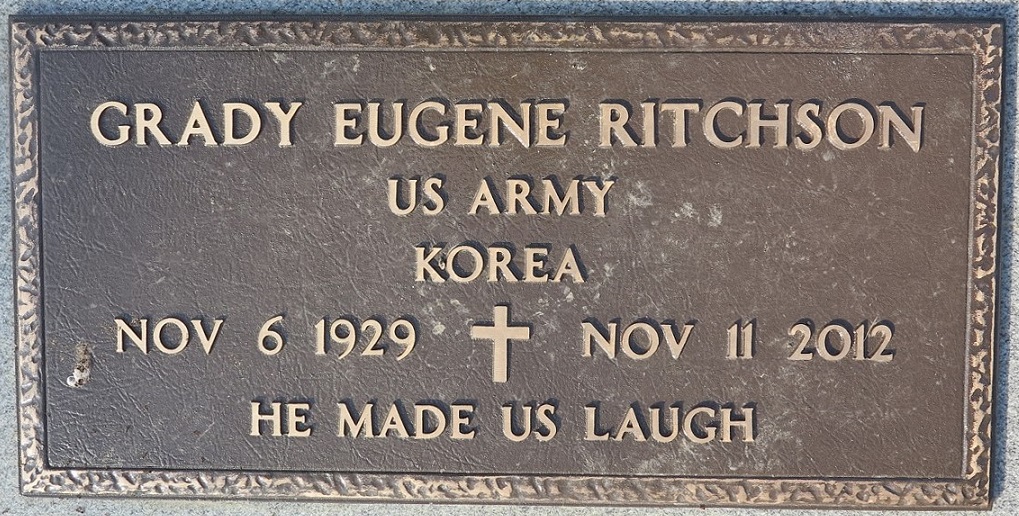 GRADY EUGENE RITCHSON
US ARMY
KOREA
NOV 6 1929 NOV 11 2012
HE MADE US LAUGH